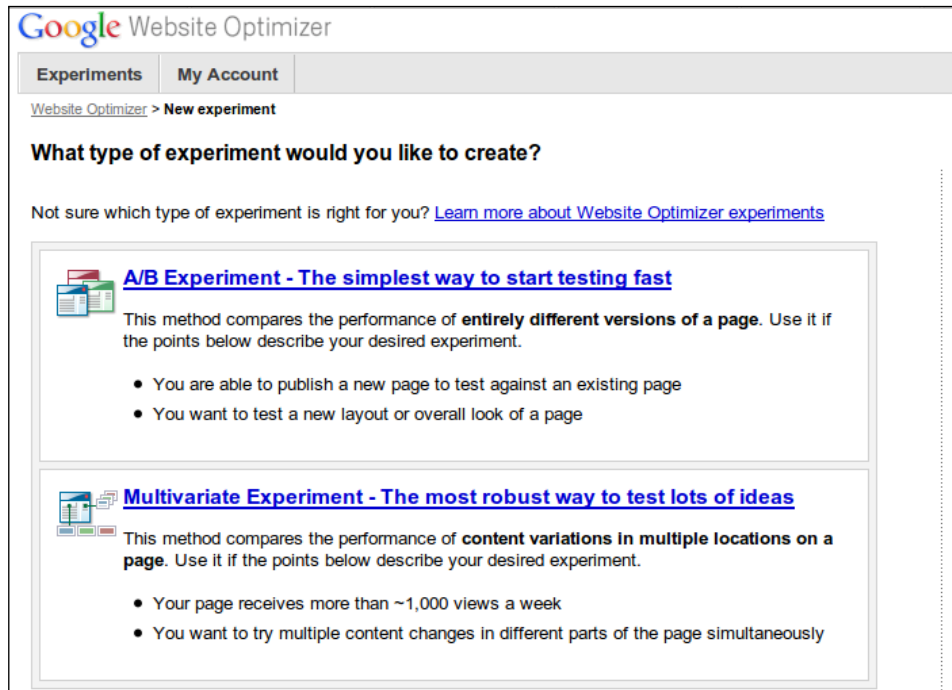 Google Website Optimizer
Experiments My Account
Website Optimizer > New experiment
What type of experiment would you like to create?
Not sure which type of experiment is right for you? Learn more about Website Optimizer experiments
A/B Experiment - The simplest way to start testing fast
This method compares the performance of entirely different versions of a page. Use it if
the points below describe your desired experiment.
● You are able to publish a new page to test against an existing page
● You want to test a new layout or overall look of a page
Multivariate Experiment - The most robust way to test lots of ideas
This method compares the performance of content variations in multiple locations on a
page. Use it if the points below describe your desired experiment.
● Your page receives more than ~1,000 views a week
● You want to try multiple content changes in different parts of the page simultaneously